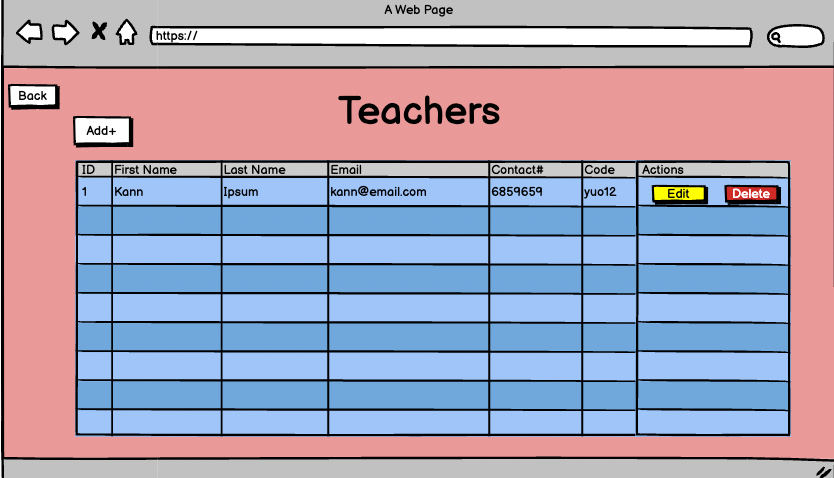 A Web Page
https://
Back
Teachers
Add+
ID First Name Last Name Email Contact# Code Actions
1 Kann Ipsum kann@email.com 6859659 yuo12 Edit Delete